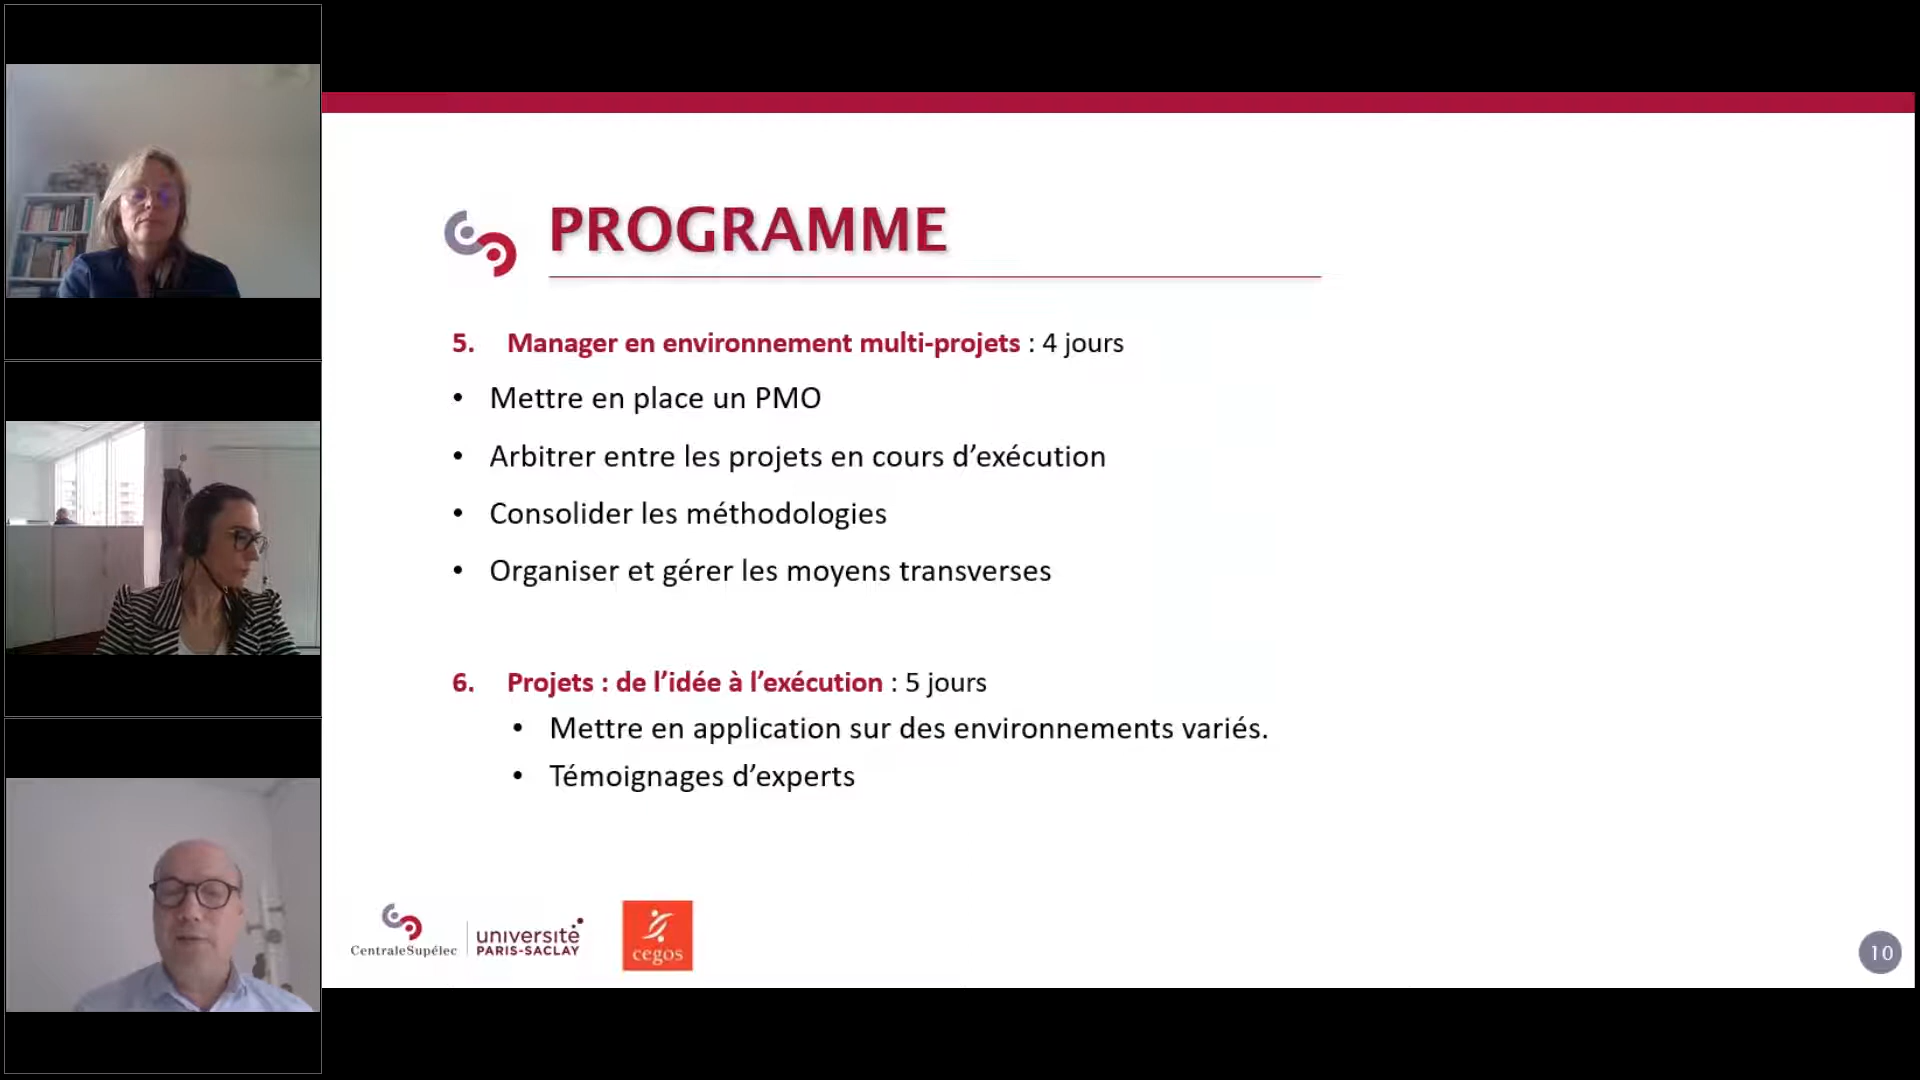 PROGRAMME
5. Manager en environnement multi-projets : 4 jours
• Mettre en place un PMO
• Arbitrer entre les projets en cours d’exécution
• Consolider les méthodologies
• Organiser et gérer les moyens transverses
6. Projets : de l’idée à l’exécution : 5 jours
• Mettre en application sur des environnements variés.
• Témoignages d’experts
CentraleSupélec
université
PARIS-SACLAY
cegos
10